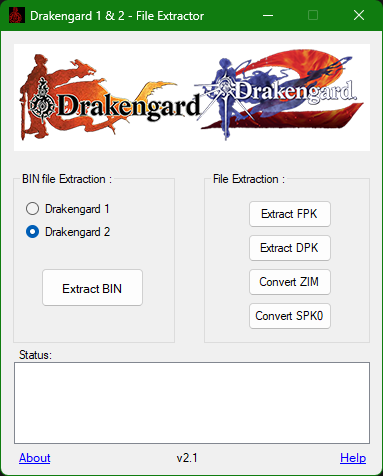 Drakengard 1 & 2 - File Extractor
Drakengard Drakengard.
BIN file Extraction :
Drakengard 1
Drakengard 2
Extract BIN
File Extraction :
Extract FPK
Extract DPK
Convert ZIM
Convert SPK0
Status:
About v2.1 Help